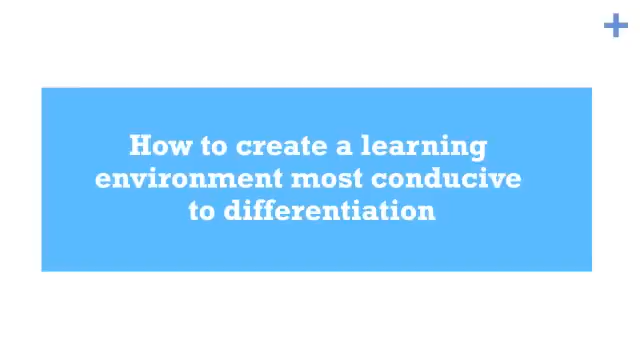 How to create a learning
environment most conducive
to differentiation